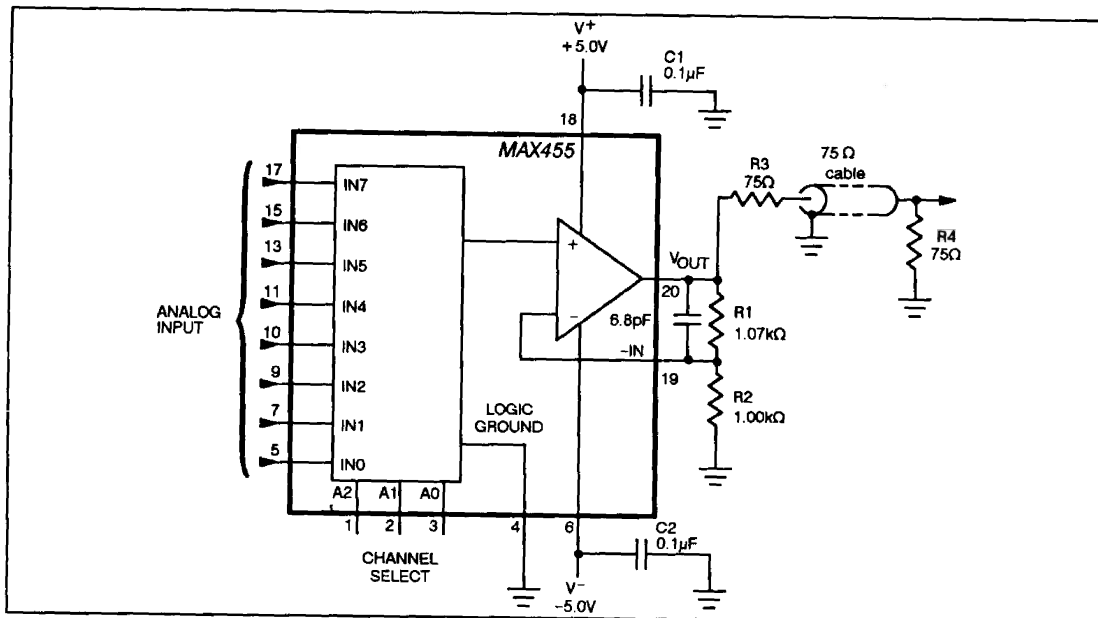 V+
+5.0V
C1
0.1µF
18
MAX455
R3
75Ω
75 Ω
cable
17
IN7
15
IN6
13
IN5
11
IN4
10
IN3
9
IN2
7
IN1
5
IN0
ANALOG
INPUT
+
−
VOUT
20
6.8pF
R1
1.07kΩ
–IN
19
R2
1.00kΩ
R4
75Ω
LOGIC
GROUND
A2
A1
A0
1
2
3
4
6
CHANNEL
SELECT
C2
0.1µF
V−
−5.0V